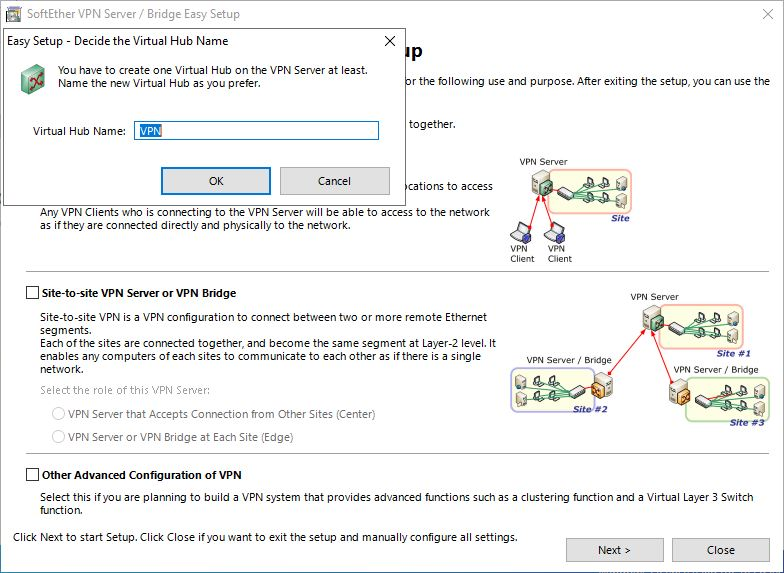 SoftEther VPN Server / Bridge Easy Setup
Easy Setup - Decide the Virtual Hub Name
up
You have to create one Virtual Hub on the VPN Server at least.
Name the new Virtual Hub as you prefer.
or the following use and purpose. After exiting the setup, you can use the
Virtual Hub Name:
VPN
together.
OK
Cancel
ocations to access
Any VPN Clients who is connecting to the VPN Server will be able to access to the network
as if they are connected directly and physically to the network.
VPN Server
Site
VPN
Client
VPN
Client
Site-to-site VPN Server or VPN Bridge
Site-to-site VPN is a VPN configuration to connect between two or more remote Ethernet
segments.
Each of the sites are connected together, and become the same segment at Layer-2 level. It
enables any computers of each sites to communicate to each other as if there is a single
network.
Select the role of this VPN Server:
VPN Server that Accepts Connection from Other Sites (Center)
VPN Server or VPN Bridge at Each Site (Edge)
VPN Server
Site #1
VPN Server / Bridge
Site #2
VPN Server / Bridge
Site #3
Other Advanced Configuration of VPN
Select this if you are planning to build a VPN system that provides advanced functions such as a clustering function and a Virtual Layer 3 Switch
function.
Click Next to start Setup. Click Close if you want to exit the setup and manually configure all settings.
Next >
Close